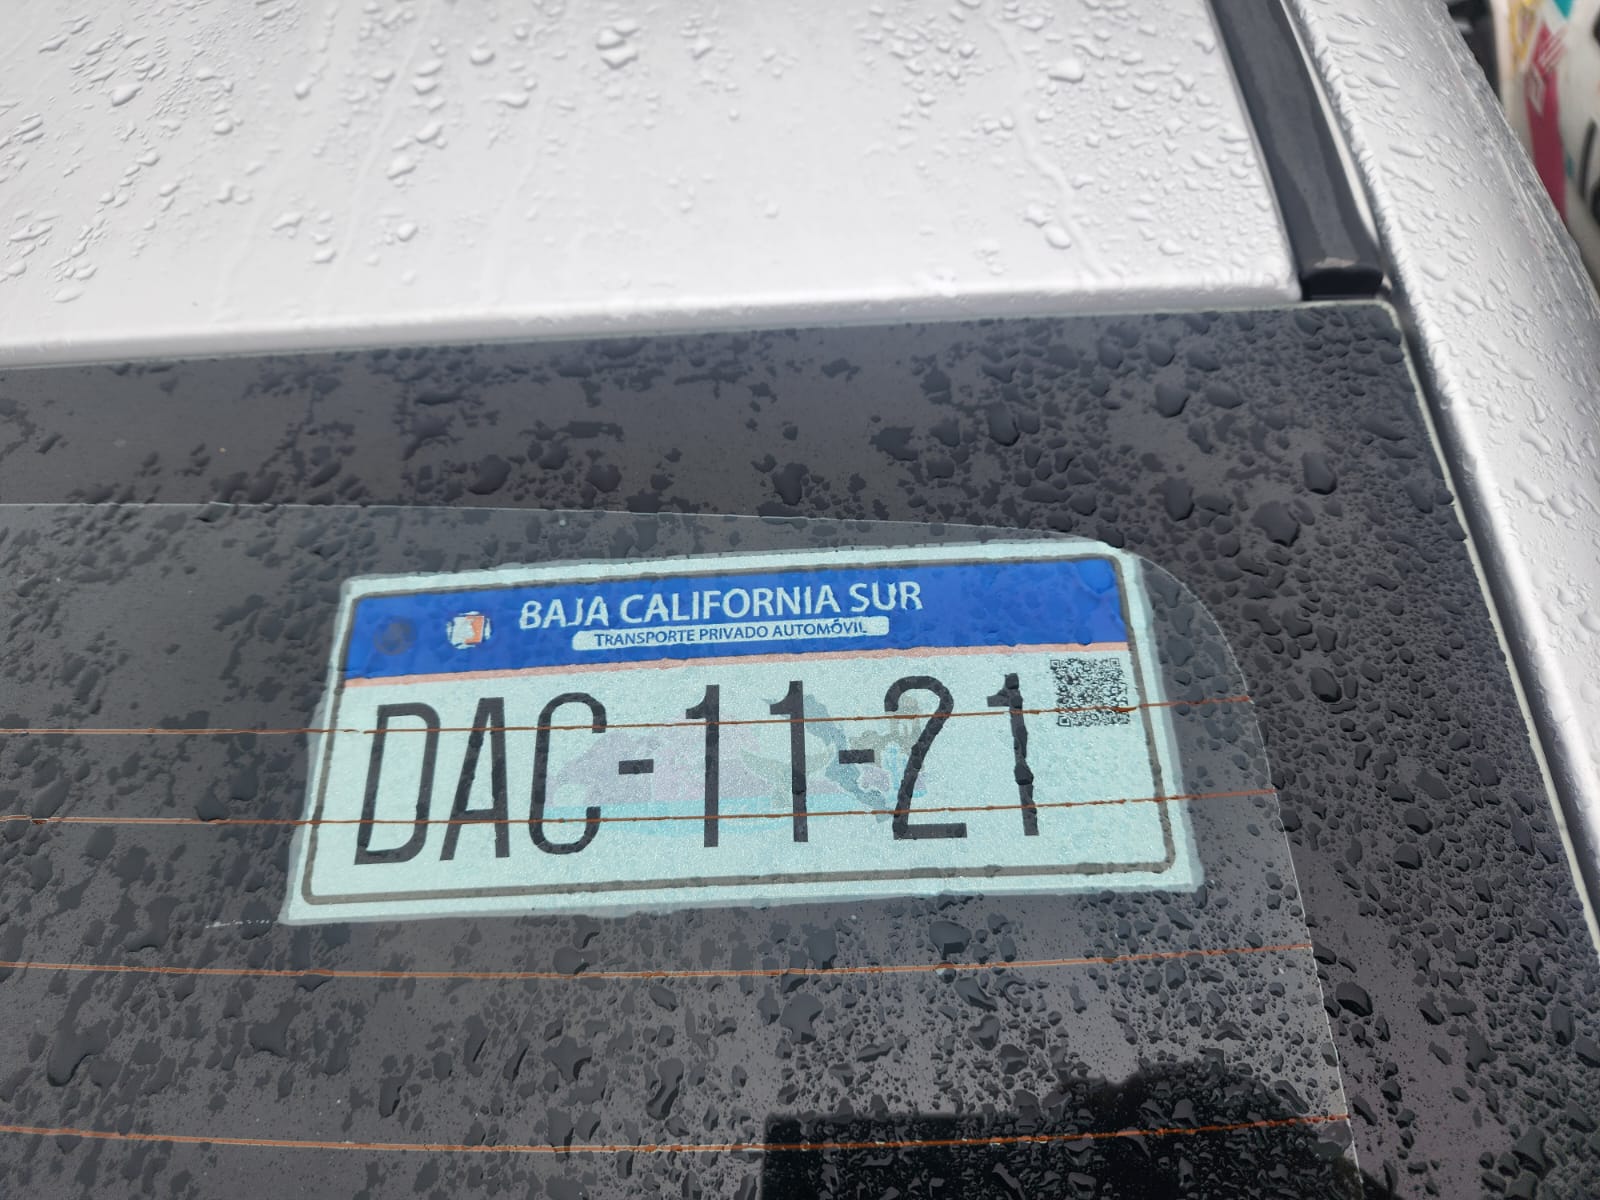 BAJA CALIFORNIA SUR
TRANSPORTE PRIVADO AUTOMÓVIL
DAC-11-21